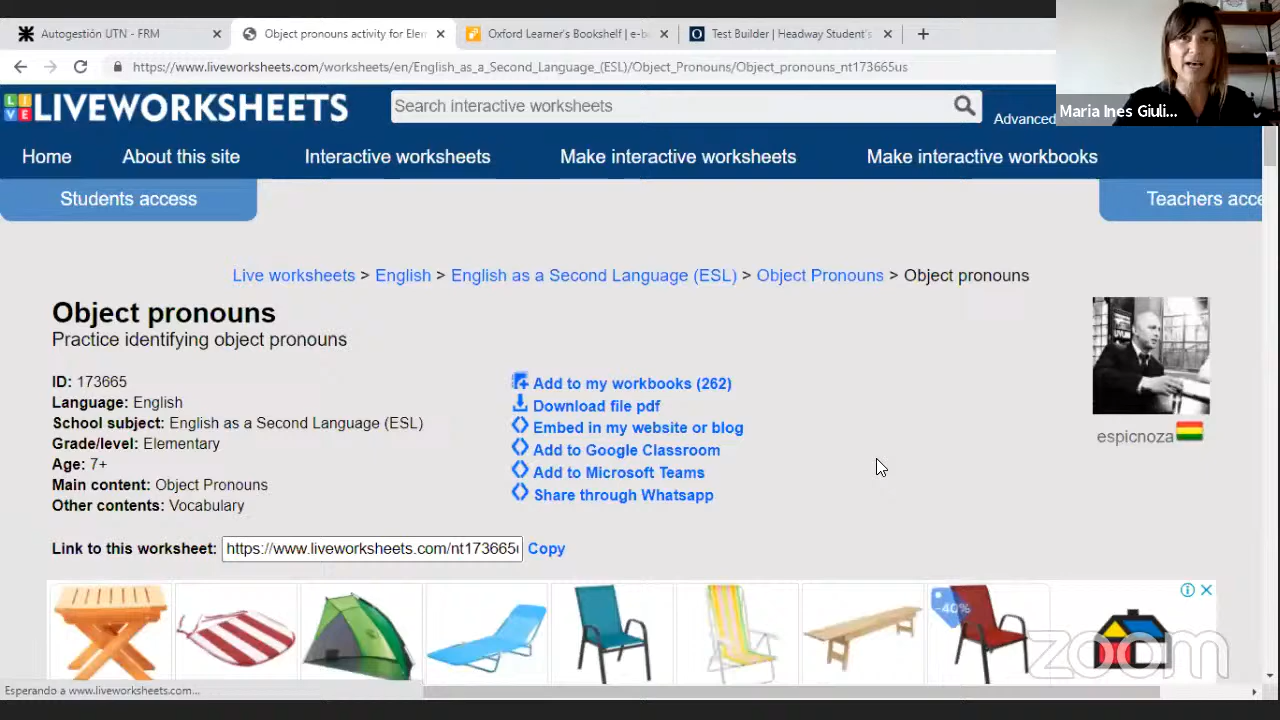 Autogestión UTN - FRM
Object pronouns activity for Eler
Oxford Learner's Bookshelf | e-b
Test Builder | Headway Student's
https://www.liveworksheets.com/worksheets/en/English_as_a_Second_Language_(ESL)/Object_Pronouns/Object_pronouns_nt173665us
Maria Ines Giuli...
LIVE
LIVEWORKSHEETS
Search interactive worksheets
Advanced
Home
About this site
Interactive worksheets
Make interactive worksheets
Make interactive workbooks
Students access
Teachers acce
Live worksheets > English > English as a Second Language (ESL) > Object Pronouns > Object pronouns
Object pronouns
Practice identifying object pronouns
ID: 173665
Language: English
School subject: English as a Second Language (ESL)
Grade/level: Elementary
Age: 7+
Main content: Object Pronouns
Other contents: Vocabulary
Add to my workbooks (262)
Download file pdf
Embed in my website or blog
Add to Google Classroom
Add to Microsoft Teams
Share through Whatsapp
espicnoza
Link to this worksheet: https://www.liveworksheets.com/nt173665 Copy
-40%
zoom
Esperando a www.liveworksheets.com...